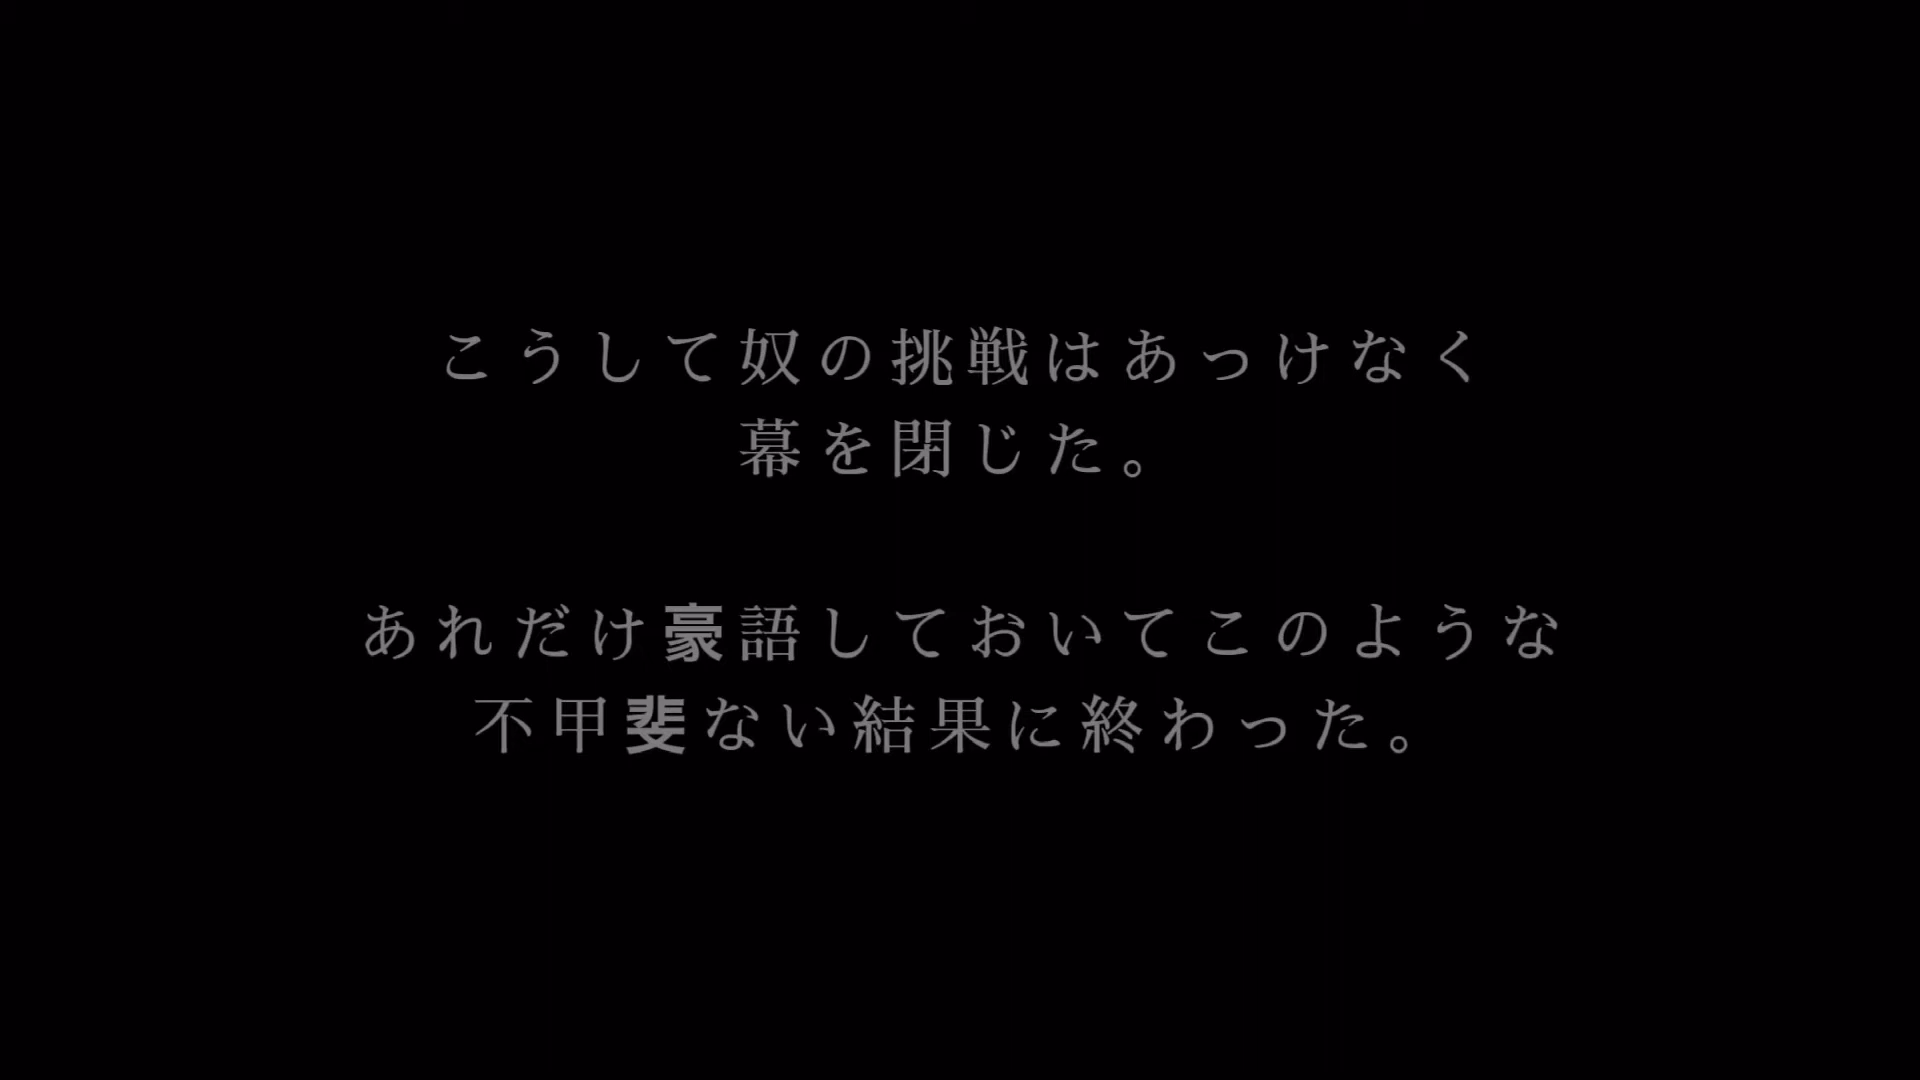 こうして奴の挑戦はあっけなく
幕を閉じた。
あれだけ豪語しておいてこのような
不甲斐ない結果に終わった。